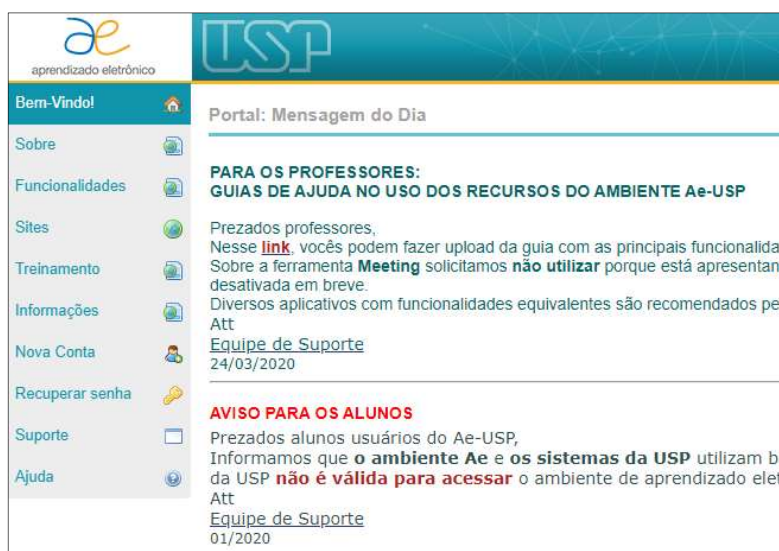 ae
aprendizado eletrônico
USP
Bem-Vindo!
Sobre
Funcionalidades
Sites
Treinamento
Informações
Nova Conta
Recuperar senha
Suporte
Ajuda
Portal: Mensagem do Dia
PARA OS PROFESSORES:
GUIAS DE AJUDA NO USO DOS RECURSOS DO AMBIENTE Ae-USP
Prezados professores,
Nesse link, vocês podem fazer upload da guia com as principais
Sobre a ferramenta Meeting solicitamos não utilizar porque está
desativada em breve.
Diversos aplicativos com funcionalidades equivalentes são recomendados
Att
Equipe de Suporte
24/03/2020
AVISO PARA OS ALUNOS
Prezados alunos usuários do Ae-USP,
Informamos que o ambiente Ae e os sistemas da USP utilizam
da USP não é válida para acessar o ambiente de aprendizado
Att
Equipe de Suporte
01/2020